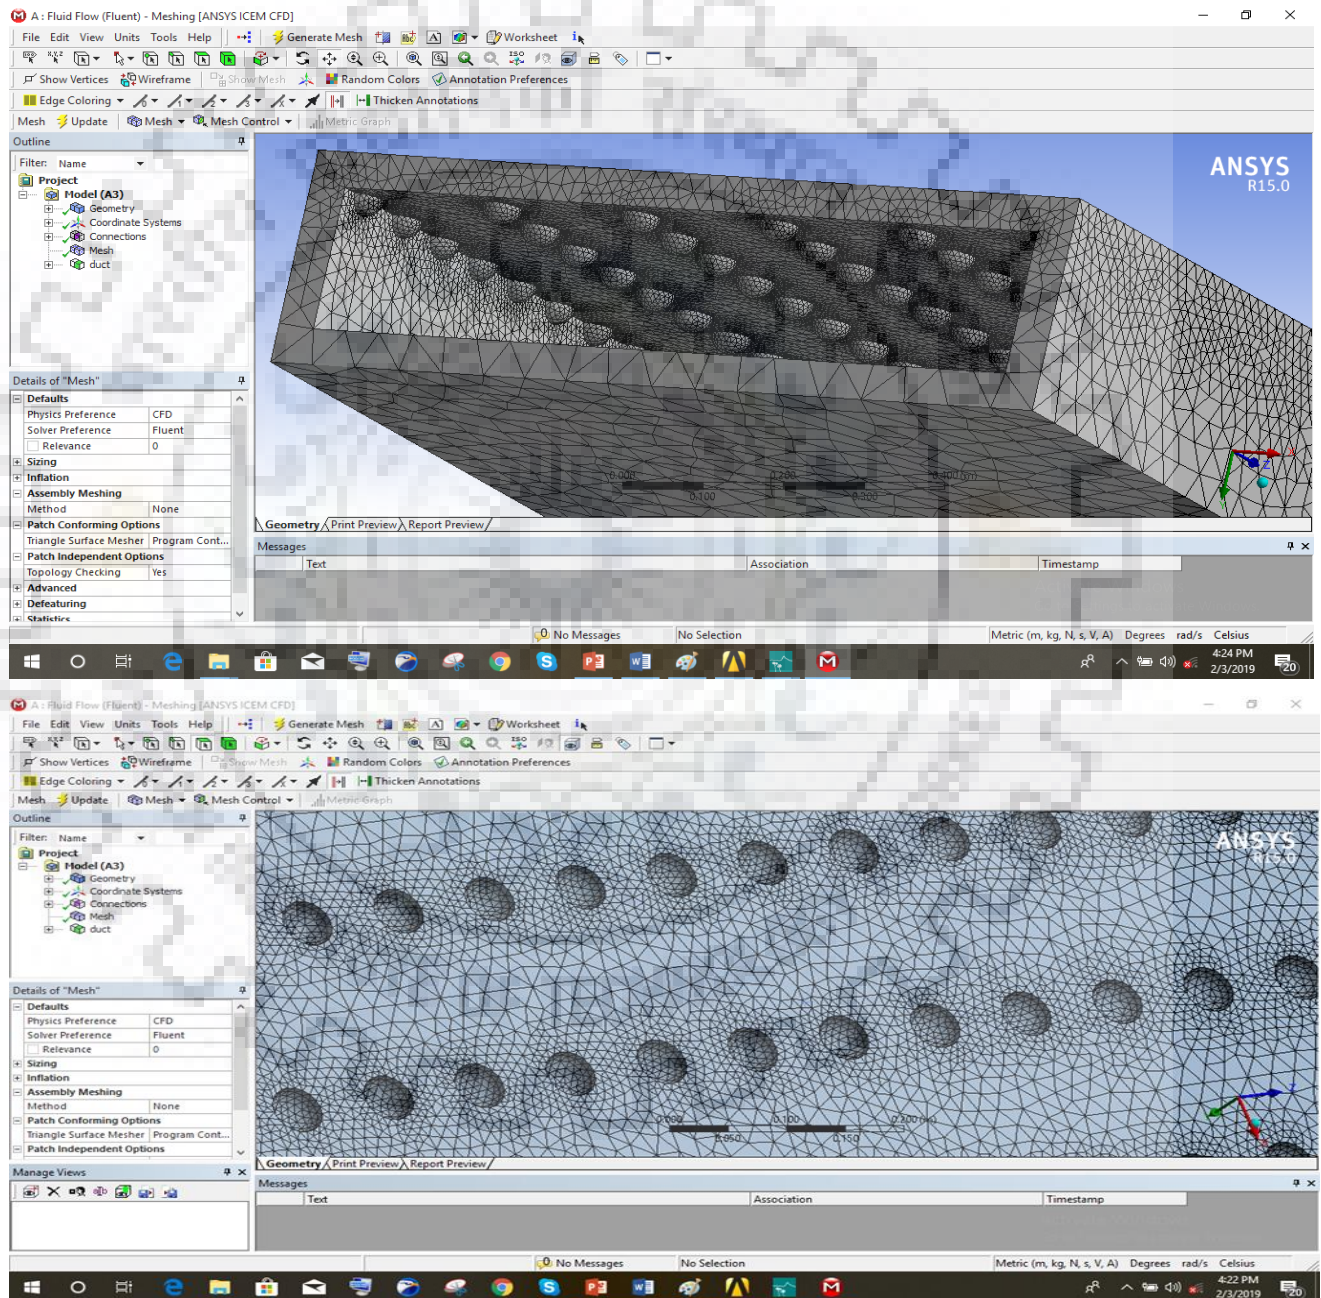 A : Fluid Flow (Fluent) - Meshing [ANSYS ICEM CFD]
File Edit View Units Tools Help Generate Mesh A Worksheet i
Show Vertices Wireframe Show Mesh Random Colors Annotation Preferences
Edge Coloring Thicken Annotations
Mesh Update Mesh Mesh Control Metric Graph
Outline
Filter: Name
Project
Model (A3)
Geometry
Coordinate Systems
Connections
Mesh
duct
ANSYS
R15.0
Details of "Mesh"
Defaults
Physics Preference CFD
Solver Preference Fluent
Relevance 0
Sizing
Inflation
Assembly Meshing
Method None
Patch Conforming Options
Triangle Surface Mesher Program Cont...
Patch Independent Options
Topology Checking Yes
Advanced
Defeaturing
Statistics
0.000 0.200 0.400 (m)
0.100 0.300
Z
Geometry Print Preview Report Preview
Messages
Text Association Timestamp
0 No Messages No Selection Metric (m, kg, N, s, V, A) Degrees rad/s Celsius
4:24 PM
2/3/2019
20
A : Fluid Flow (Fluent) - Meshing [ANSYS ICEM CFD]
File Edit View Units Tools Help Generate Mesh A Worksheet i
Show Vertices Wireframe Show Mesh Random Colors Annotation Preferences
Edge Coloring Thicken Annotations
Mesh Update Mesh Mesh Control Metric Graph
Outline
Filter: Name
Project
Model (A3)
Geometry
Coordinate Systems
Connections
Mesh
duct
ANSYS
R15.0
Details of "Mesh"
Defaults
Physics Preference CFD
Solver Preference Fluent
Relevance 0
Sizing
Inflation
Assembly Meshing
Method None
Patch Conforming Options
Triangle Surface Mesher Program Cont...
Patch Independent Options
0.000 0.100 0.200 (m)
0.050 0.150
Z
Geometry Print Preview Report Preview
Manage Views
Messages
Text Association Timestamp
0 No Messages No Selection Metric (m, kg, N, s, V, A) Degrees rad/s Celsius
4:22 PM
2/3/2019
20